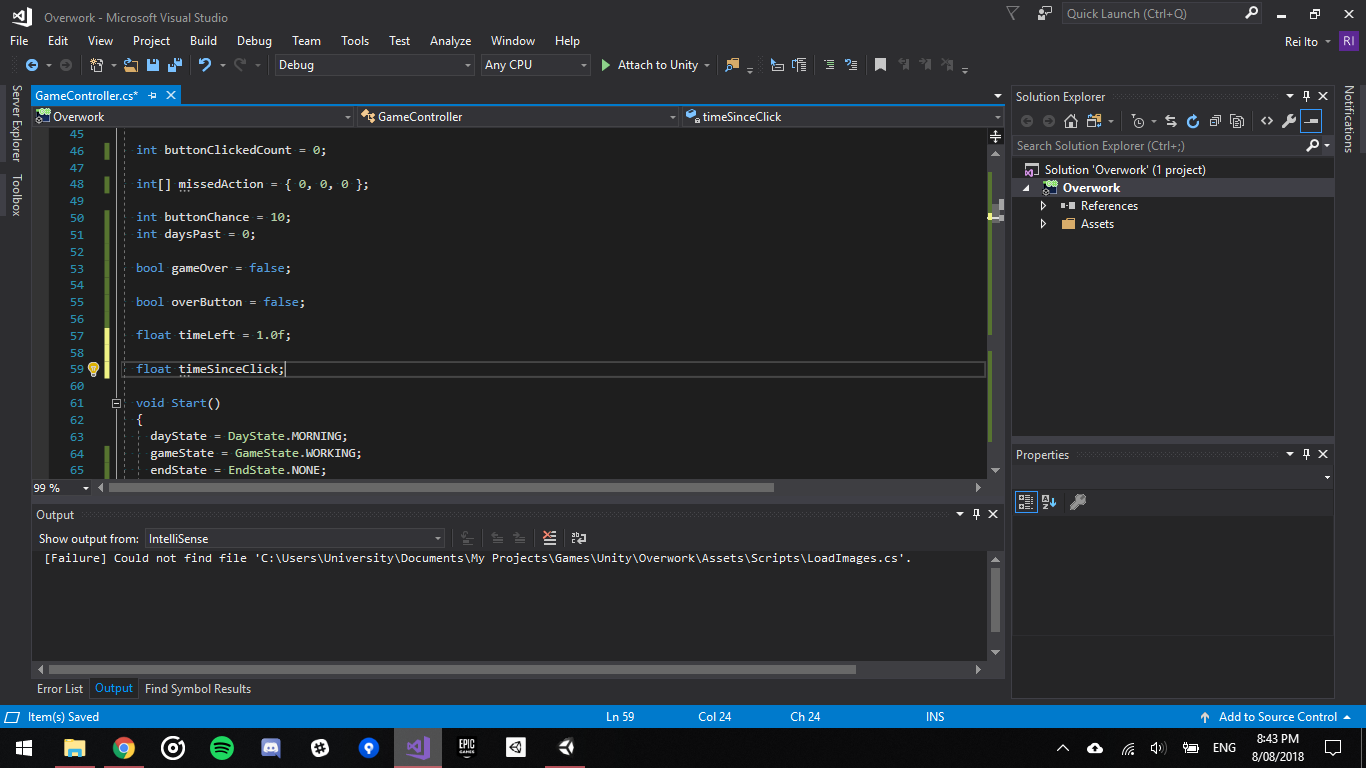 Overwork - Microsoft Visual Studio
Quick Launch (Ctrl+Q)
File Edit View Project Build Debug Team Tools Test Analyze Window Help
Rei Ito RI
Debug Any CPU Attach to Unity
Server Explorer
Toolbox
GameController.cs*
Overwork GameController timeSinceClick
45
46 int buttonClickedCount = 0;
47
48 int[] missedAction = { 0, 0, 0 };
49
50 int buttonChance = 10;
51 int daysPast = 0;
52
53 bool gameOver = false;
54
55 bool overButton = false;
56
57 float timeLeft = 1.0f;
58
59 float timeSinceClick;
60
61 void Start()
62 {
63 dayState = DayState.MORNING;
64 gameState = GameState.WORKING;
65 endState = EndState.NONE;
99 %
Output
Show output from: IntelliSense
[Failure] Could not find file 'C:\Users\University\Documents\My Projects\Games\Unity\Overwork\Assets\Scripts\LoadImages.cs'.
Error List Output Find Symbol Results
Solution Explorer
Search Solution Explorer (Ctrl+;)
Solution 'Overwork' (1 project)
Overwork
References
Assets
Properties
Notifications
Item(s) Saved Ln 59 Col 24 Ch 24 INS Add to Source Control
EPIC GAMES
ENG
8:43 PM
8/08/2018